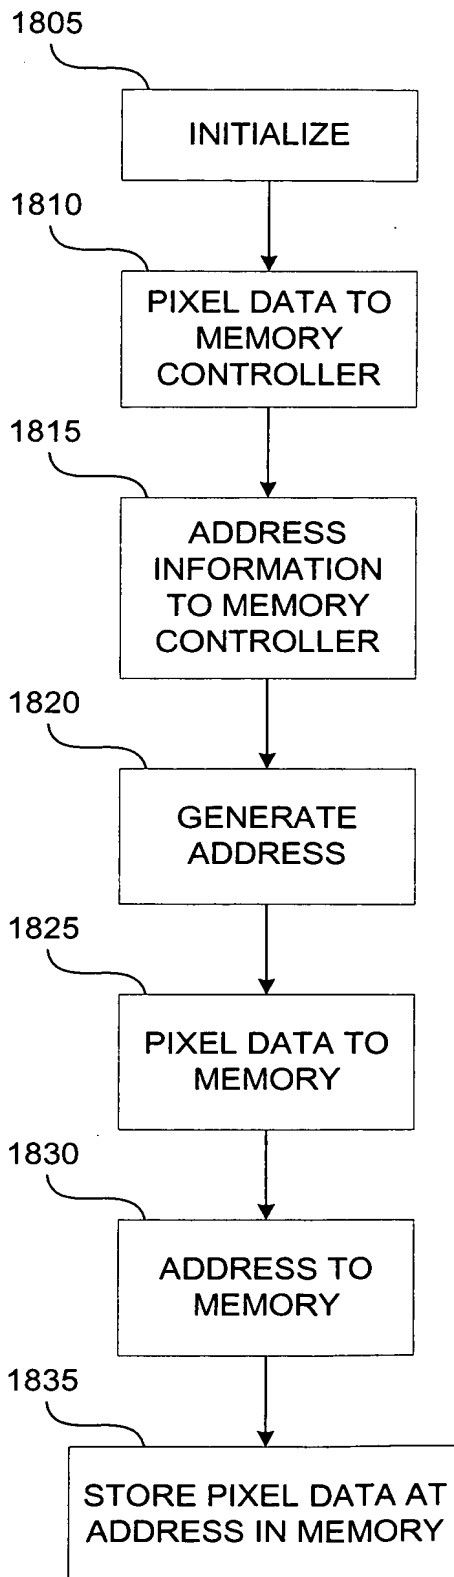 1805
INITIALIZE
1810
PIXEL DATA TO
MEMORY
CONTROLLER
1815
ADDRESS
INFORMATION
TO MEMORY
CONTROLLER
1820
GENERATE
ADDRESS
1825
PIXEL DATA TO
MEMORY
1830
ADDRESS TO
MEMORY
1835
STORE PIXEL DATA AT
ADDRESS IN MEMORY